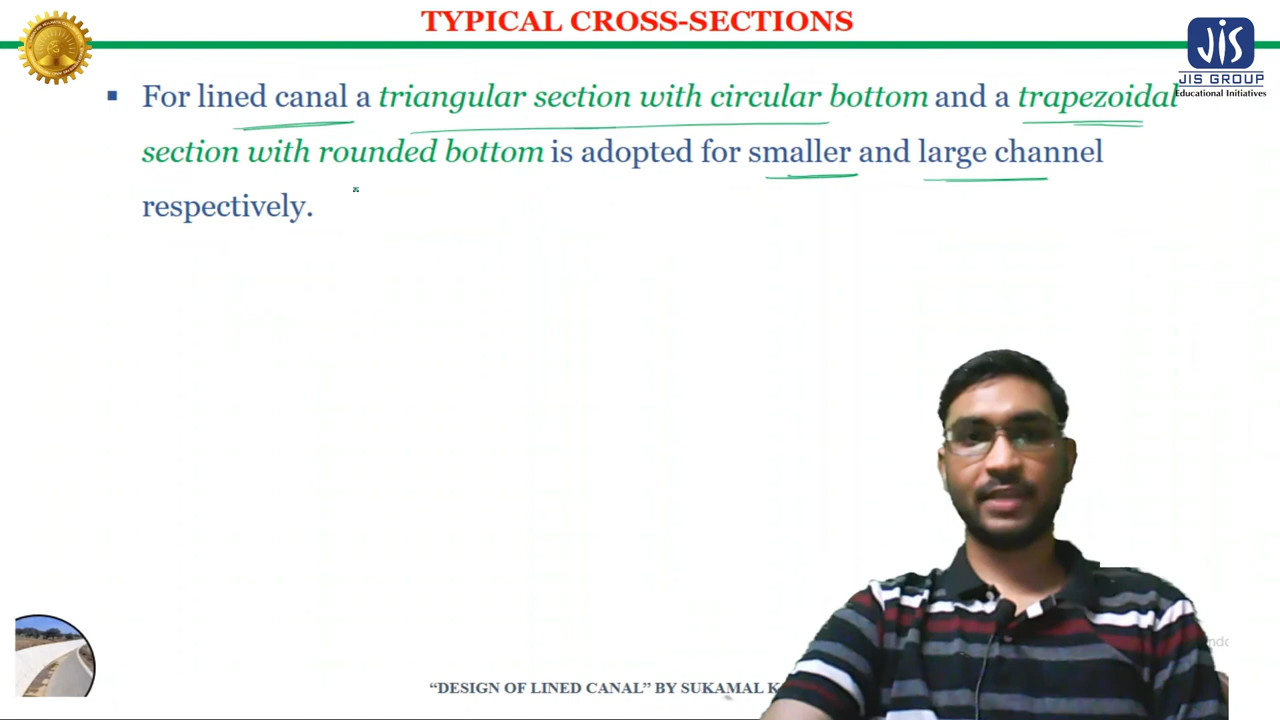 TYPICAL CROSS-SECTIONS
JIS GROUP
Educational Initiatives
▪ For lined canal a triangular section with circular bottom and a trapezoidal
section with rounded bottom is adopted for smaller and large channel
respectively.
"DESIGN OF LINED CANAL" BY SUKAMAL